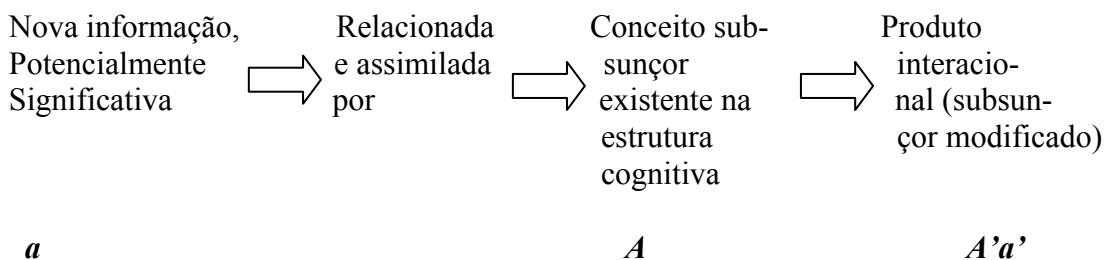 Nova informação, Relacionada Conceito sub- Produto
Potencialmente e assimilada sunçor interacio-
Significativa por existente na nal (subsun-
estrutura çor modificado)
cognitiva
a A A’a’